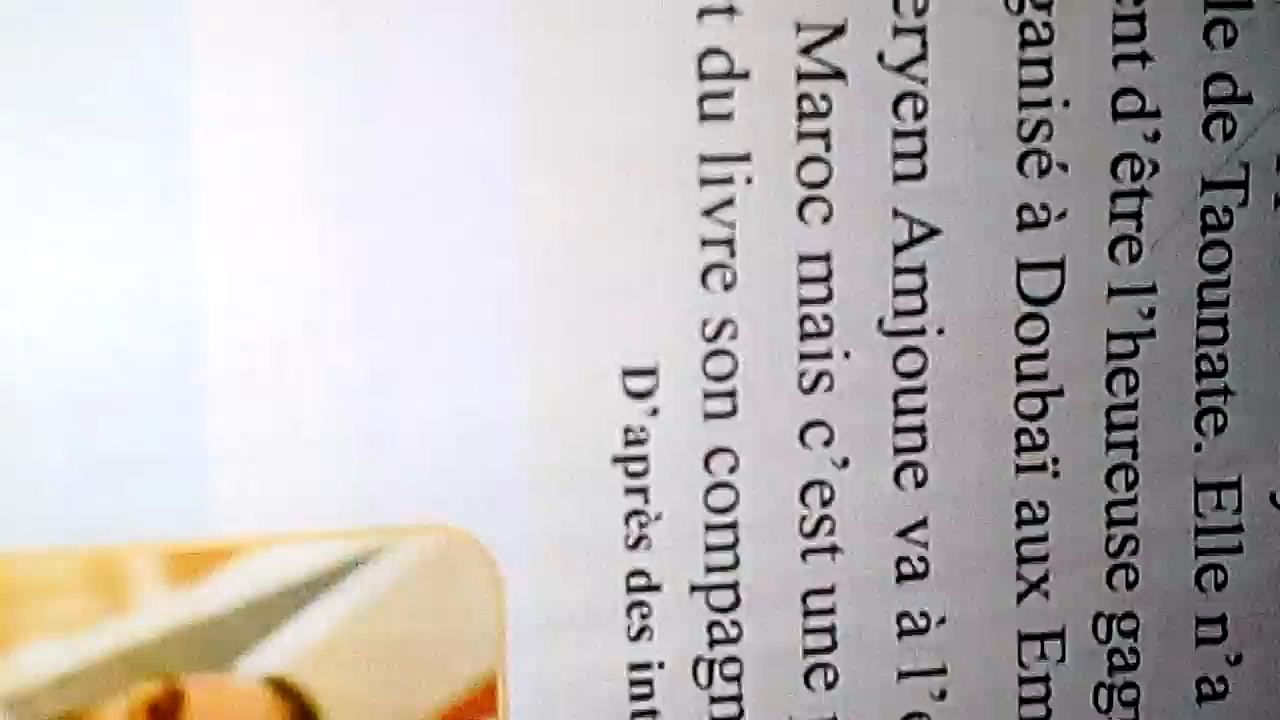 le de Taounate. Elle n'a
ent d'être l'heureuse gag
ganisé à Doubaï aux Em
eryem Amjoune va à l'
Maroc mais c'est une
t du livre son compagn
D'après des int